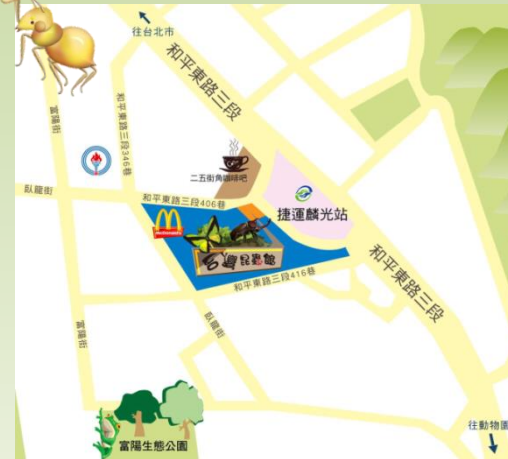 往台北市
和平東路三段
富陽街
和平東路三段346巷
二五街角咖啡吧
臥龍街
和平東路三段406巷
捷運麟光站
McDonald's
台灣昆蟲館
和平東路三段
和平東路三段416巷
富陽街
臥龍街
往動物園
富陽生態公園